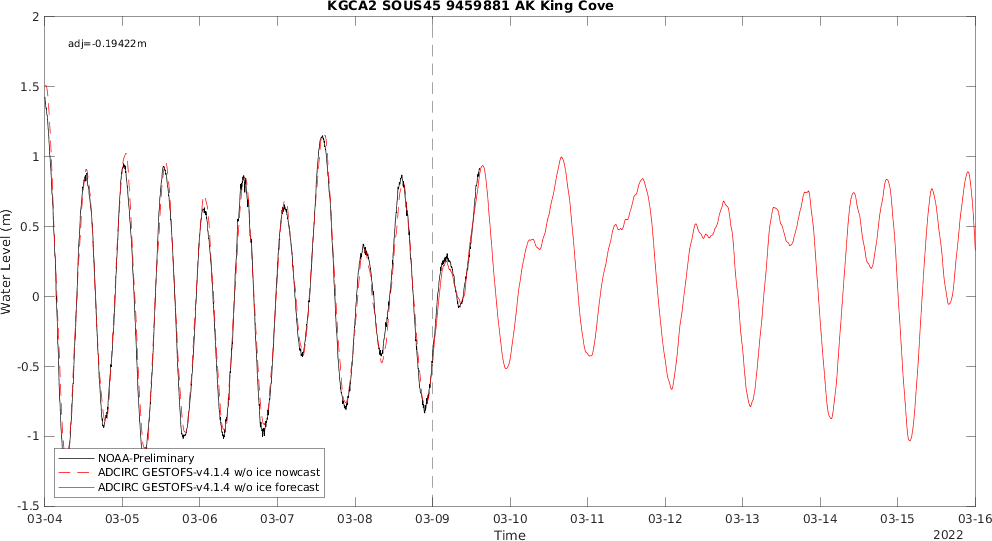 KGCA2 SOUS45 9459881 AK King Cove
adj=-0.19422m
Water Level (m)
2
1.5
1
0.5
0
-0.5
-1
-1.5
NOAA-Preliminary
ADCIRC GESTOFS-v4.1.4 w/o ice nowcast
ADCIRC GESTOFS-v4.1.4 w/o ice forecast
03-04 03-05 03-06 03-07 03-08 03-09 03-10 03-11 03-12 03-13 03-14 03-15 03-16
Time
2022